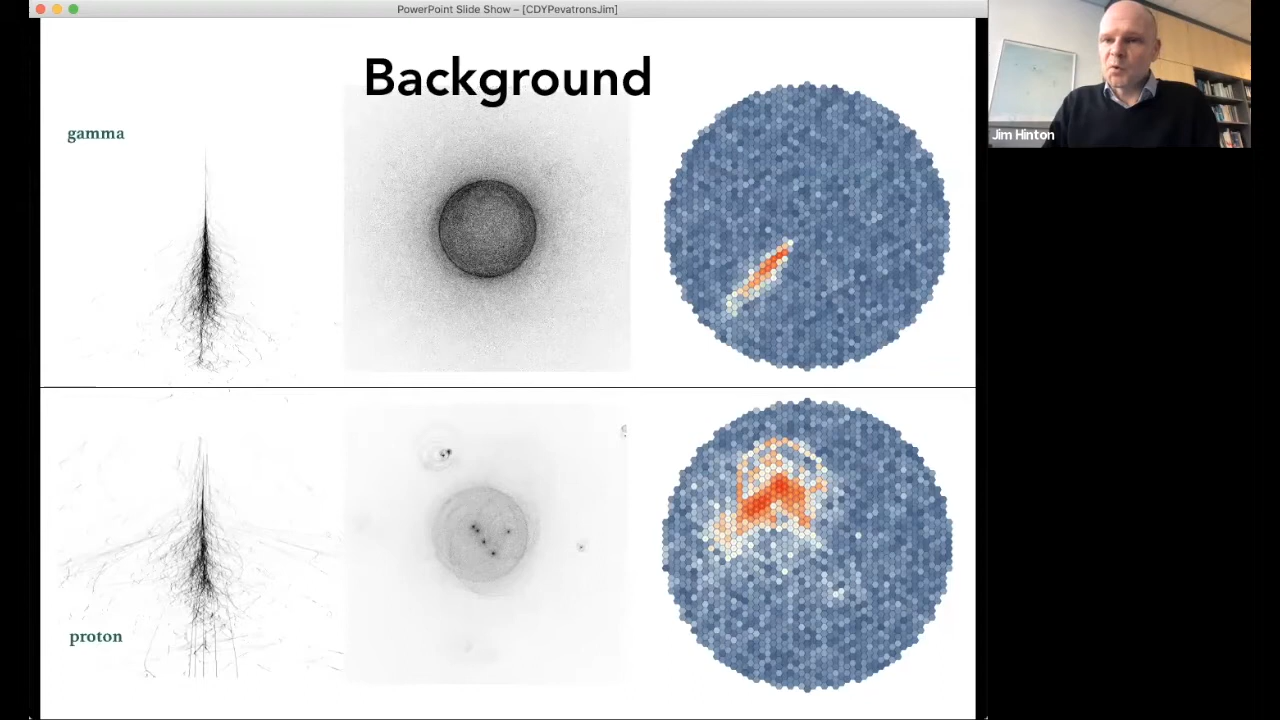 PowerPoint Slide Show – [CDYPevatronsJim]
Background
gamma
Jim Hinton
proton